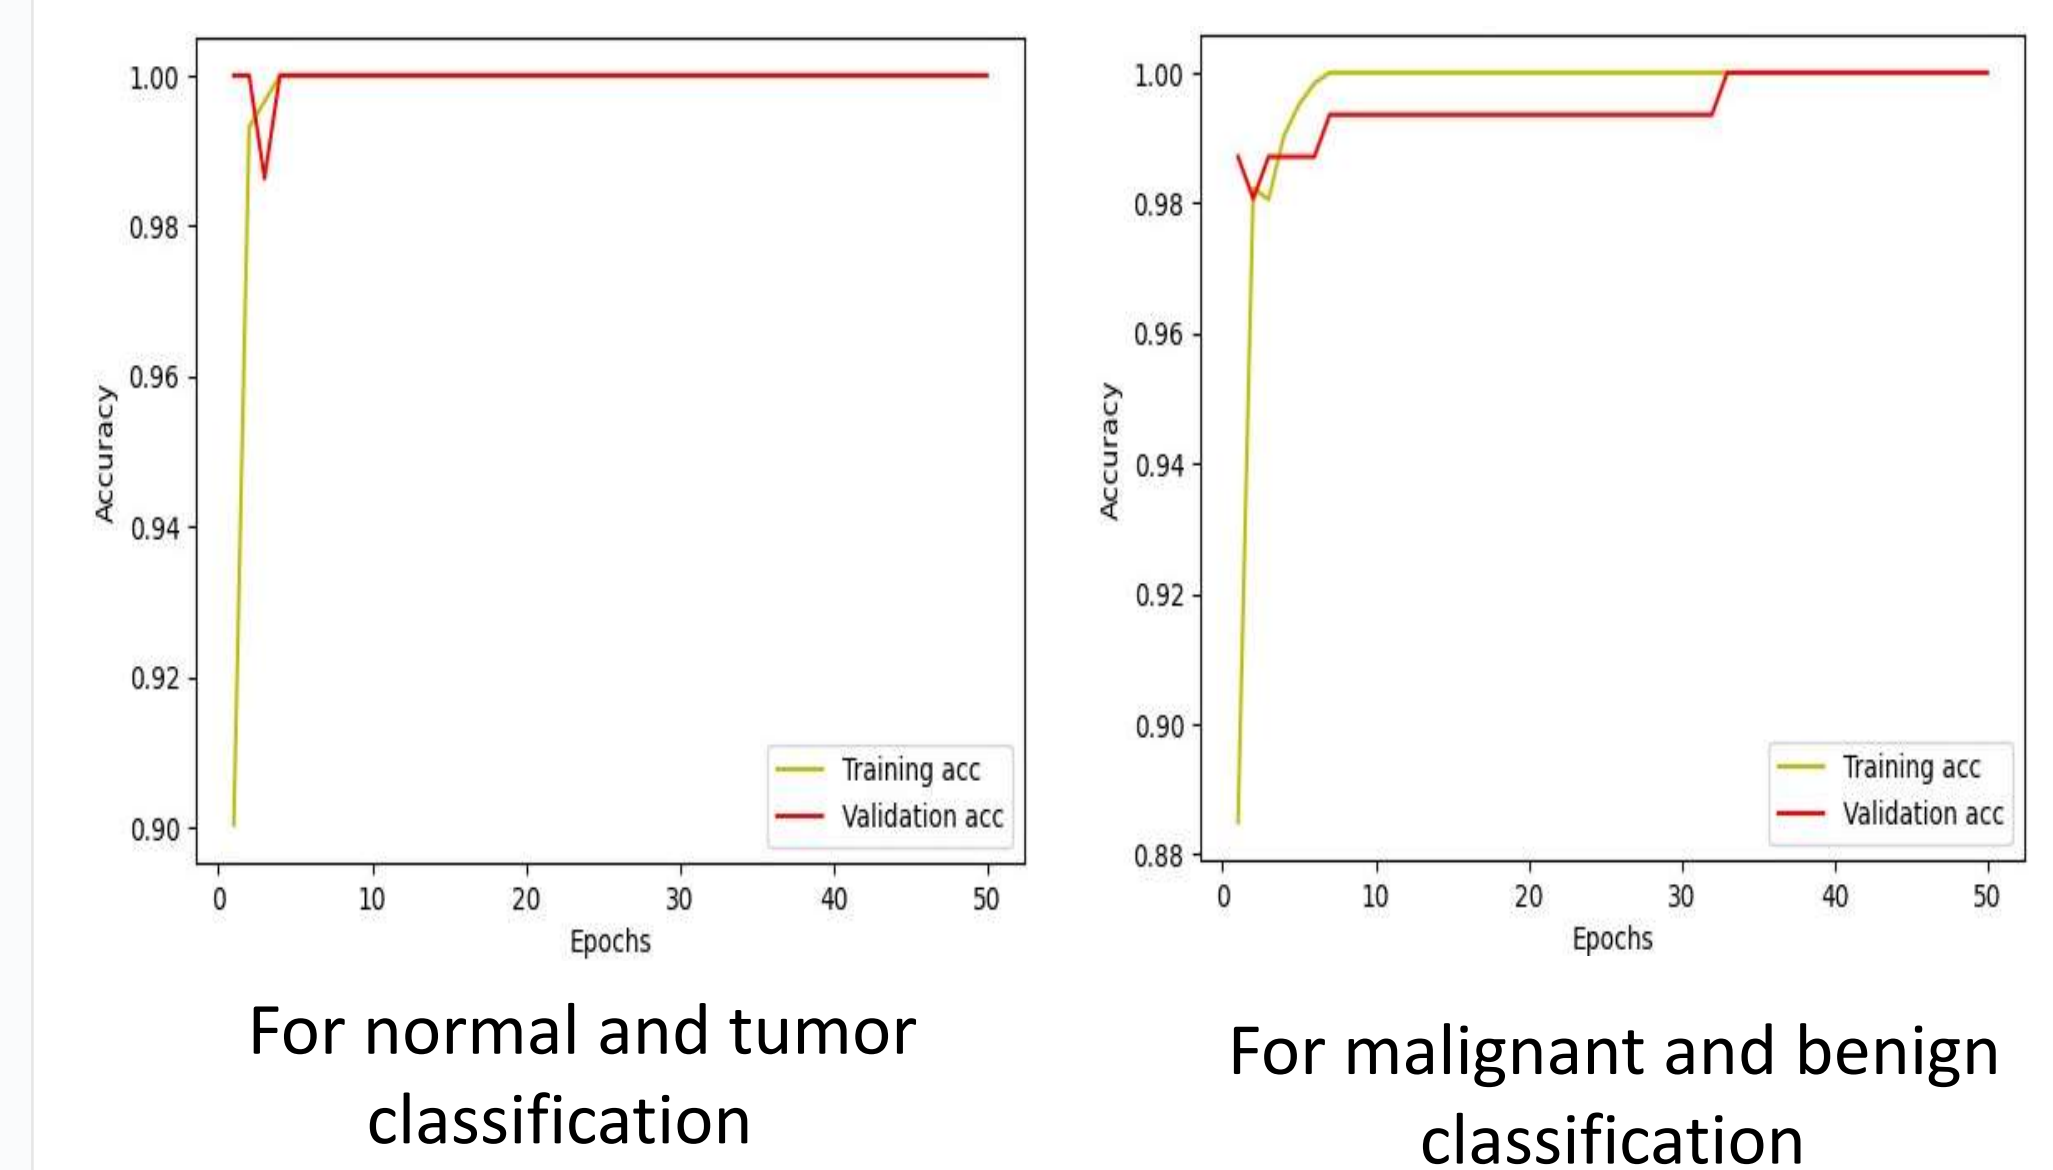 1.00
0.98
0.96
0.94
0.92
0.90
Accuracy
Training acc
Validation acc
0 10 20 30 40 50
Epochs
For normal and tumor
classification
1.00
0.98
0.96
0.94
0.92
0.90
0.88
Accuracy
Training acc
Validation acc
0 10 20 30 40 50
Epochs
For malignant and benign
classification